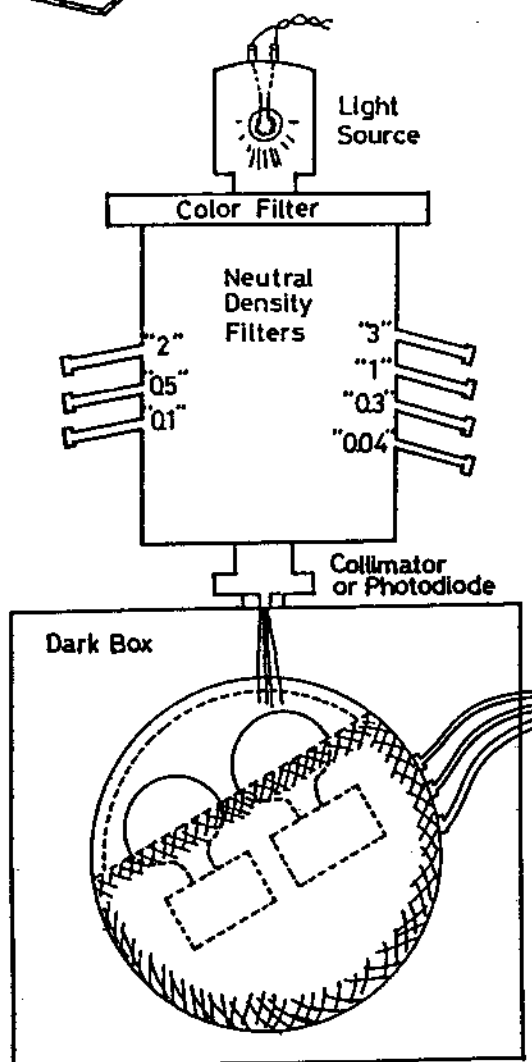 Light
Source
Color Filter
Neutral
Density
Filters
"2"
"3"
"0.5"
"1"
"0.1"
"0.3"
"0.04"
Collimator
or Photodiode
Dark Box